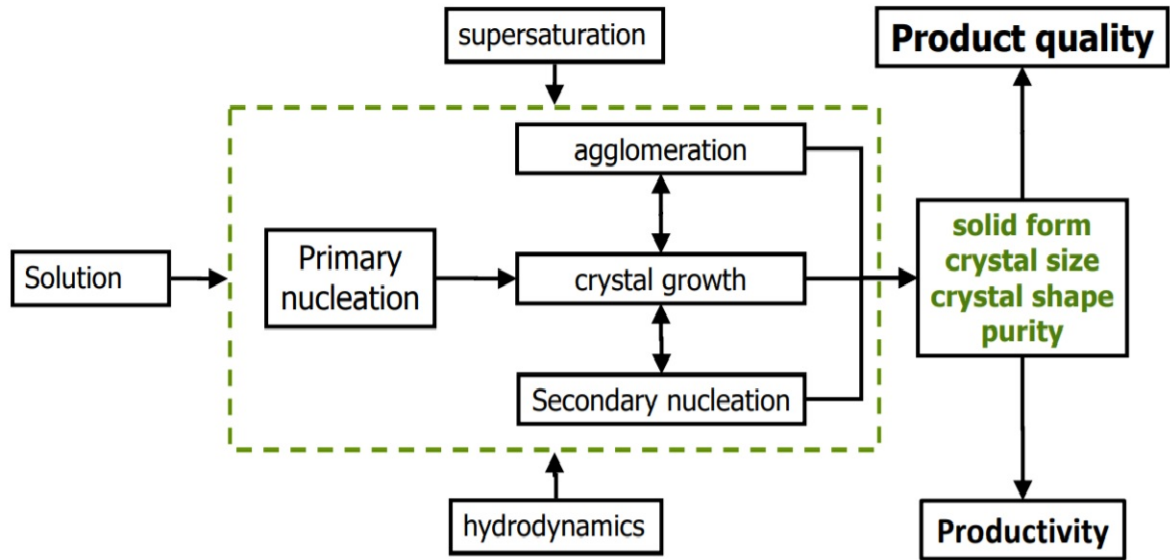 supersaturation
Product quality
agglomeration
Solution
Primary
nucleation
crystal growth
solid form
crystal size
crystal shape
purity
Secondary nucleation
hydrodynamics
Productivity